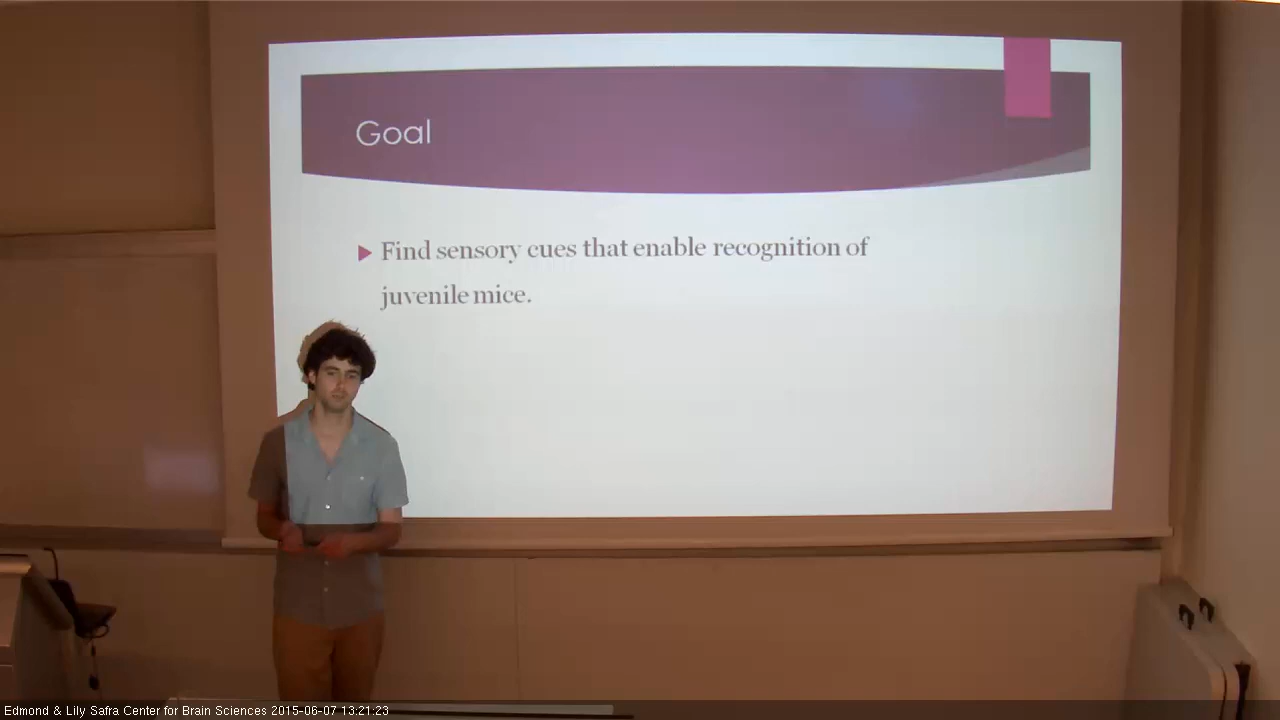 Goal
Find sensory cues that enable recognition of
juvenile mice.
Edmond & Lily Safra Center for Brain Sciences 2015-06-07 13:21:23